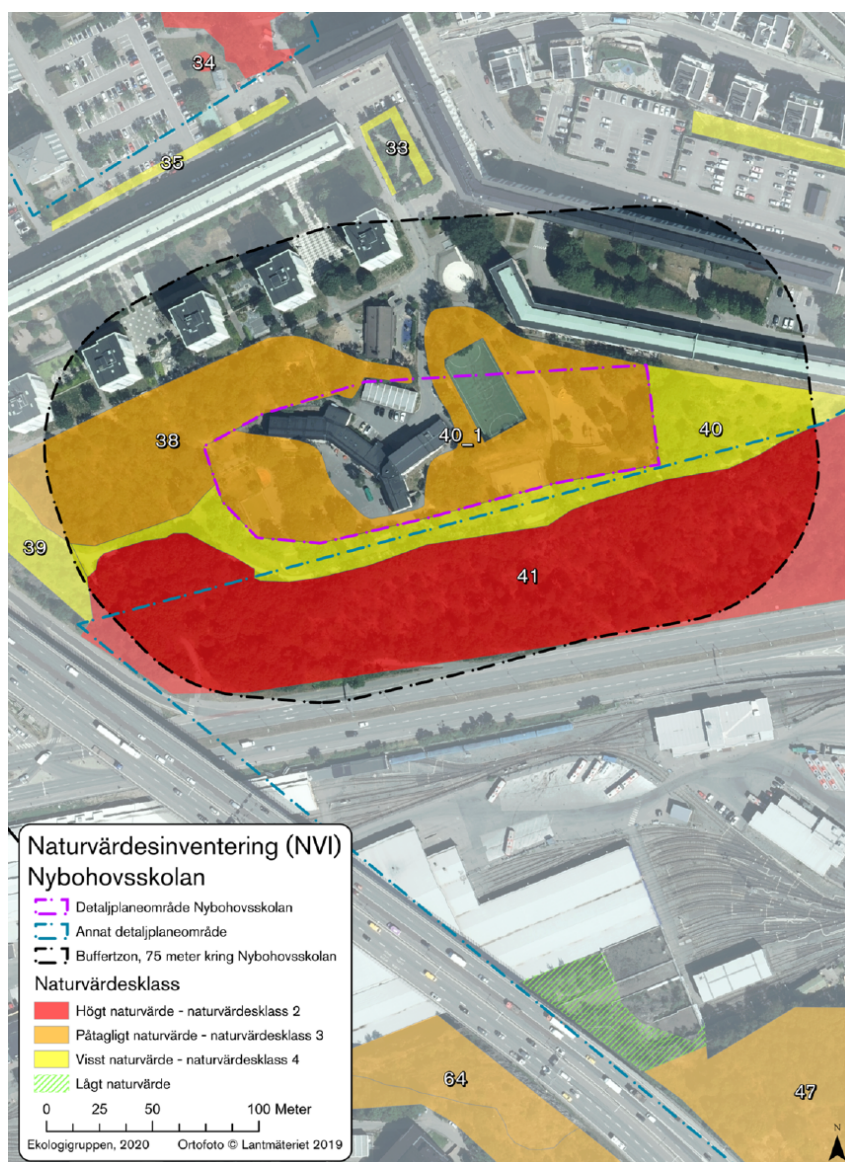 34
35
33
38
40_1
40
39
41
Naturvärdesinventering (NVI)
Nybohovsskolan
Detaljplaneområde Nybohovsskolan
Annat detaljplaneområde
Buffertzon, 75 meter kring Nybohovsskolan
Naturvärdesklass
Högt naturvärde - naturvärdesklass 2
Påtagligt naturvärde - naturvärdesklass 3
Visst naturvärde - naturvärdesklass 4
Lågt naturvärde
0 25 50 100 Meter
Ekologigruppen, 2020 Ortofoto © Lantmäteriet 2019
64
47
N